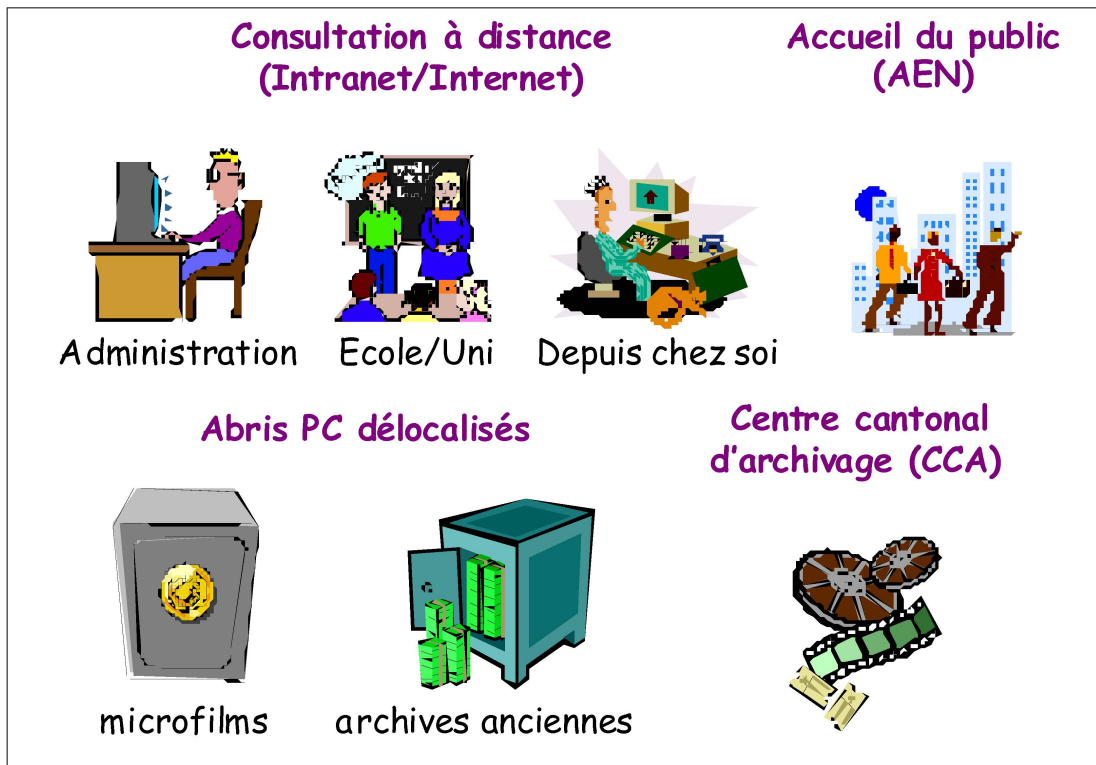 Consultation à distance
(Intranet/Internet)
Accueil du public
(AEN)
Administration
Ecole/Uni
Depuis chez soi
Abris PC délocalisés
Centre cantonal
d'archivage (CCA)
microfilms
archives anciennes